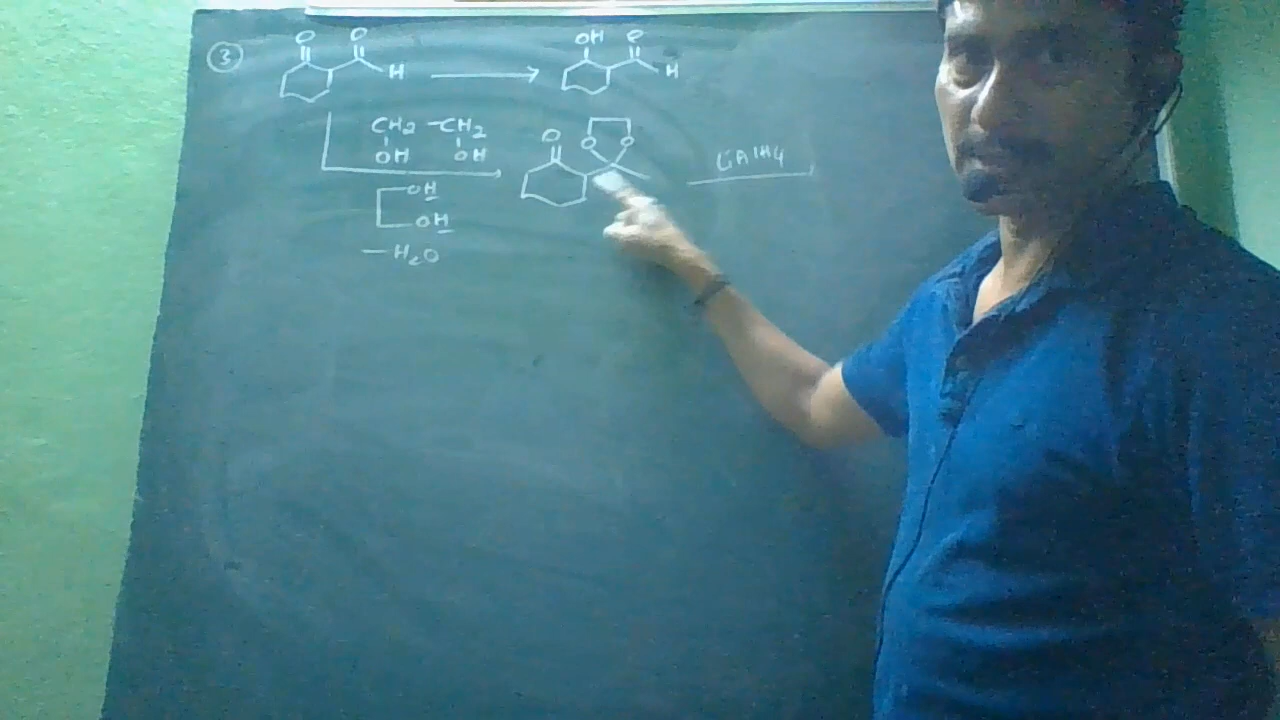 ③ O O H OH O H
CH2 - CH2
OH OH
O O O
LiAlH4
OH
OH
- H2O